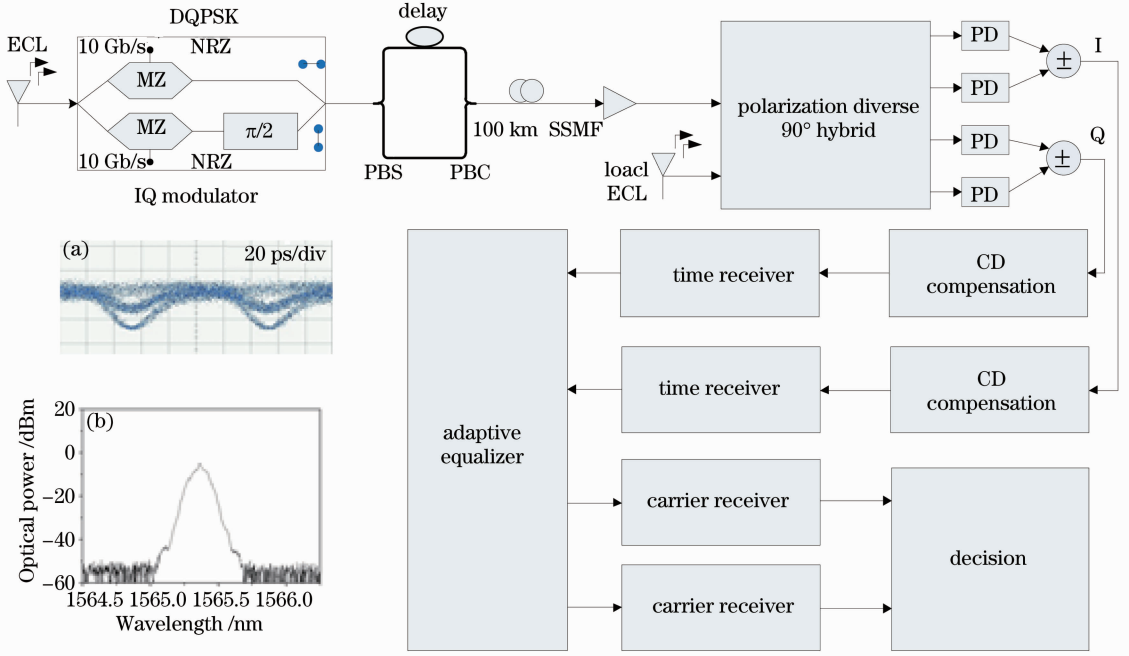 DQPSK
delay
ECL
10 Gb/s
NRZ
MZ
MZ
π/2
10 Gb/s
NRZ
IQ modulator
PBS
PBC
100 km SSMF
loacl
ECL
polarization diverse
90° hybrid
PD
PD
PD
PD
±
±
I
Q
(a)
20 ps/div
time receiver
CD
compensation
time receiver
CD
compensation
adaptive
equalizer
carrier receiver
carrier receiver
decision
(b)
Optical power /dBm
20
0
−20
−40
−60
1564.5 1565.0 1565.5 1566.0
Wavelength /nm